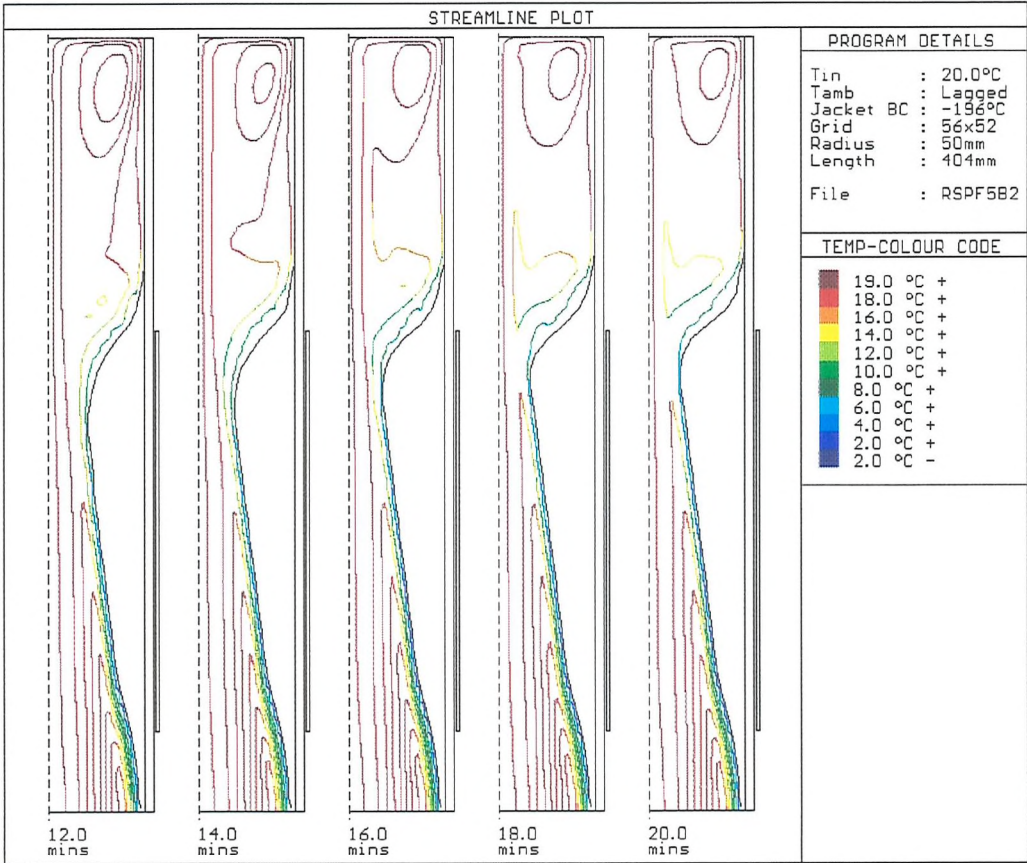 STREAMLINE PLOT
PROGRAM DETAILS
Tin : 20.0°C
Tamb : Lagged
Jacket BC : -196°C
Grid : 56x52
Radius : 50mm
Length : 404mm
File : RSPF5B2
TEMP-COLOUR CODE
19.0 °C +
18.0 °C +
16.0 °C +
14.0 °C +
12.0 °C +
10.0 °C +
8.0 °C +
6.0 °C +
4.0 °C +
2.0 °C +
2.0 °C -
12.0 mins
14.0 mins
16.0 mins
18.0 mins
20.0 mins